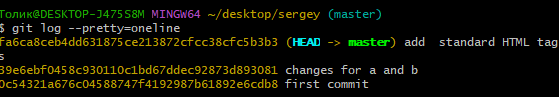 Толик@DESKTOP-J475S8M MINGW64 ~/desktop/sergey (master)
$ git log --pretty=oneline
fa6ca8ceb4dd631875ce213872cfcc38cfc5b3b3 (HEAD -> master) add  standard HTML tag
s
39e6ebf0458c930110c1bd67ddec92873d893081 changes for a and b
0c54321a676c04588747f4192987b61892e6cdb8 first commit